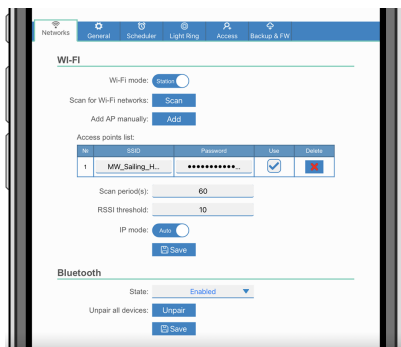 Networks General Scheduler Light Ring Access Backup & FW
WI-FI
Wi-Fi mode: Station
Scan for Wi-Fi networks: Scan
Add AP manually: Add
Access points list:
Nr SSID Password Use Delete
1 MW_Sailing_H... •••••••••••...
Scan period(s): 60
RSSI threshold: 10
IP mode: Auto
Save
Bluetooth
State: Enabled
Unpair all devices: Unpair
Save